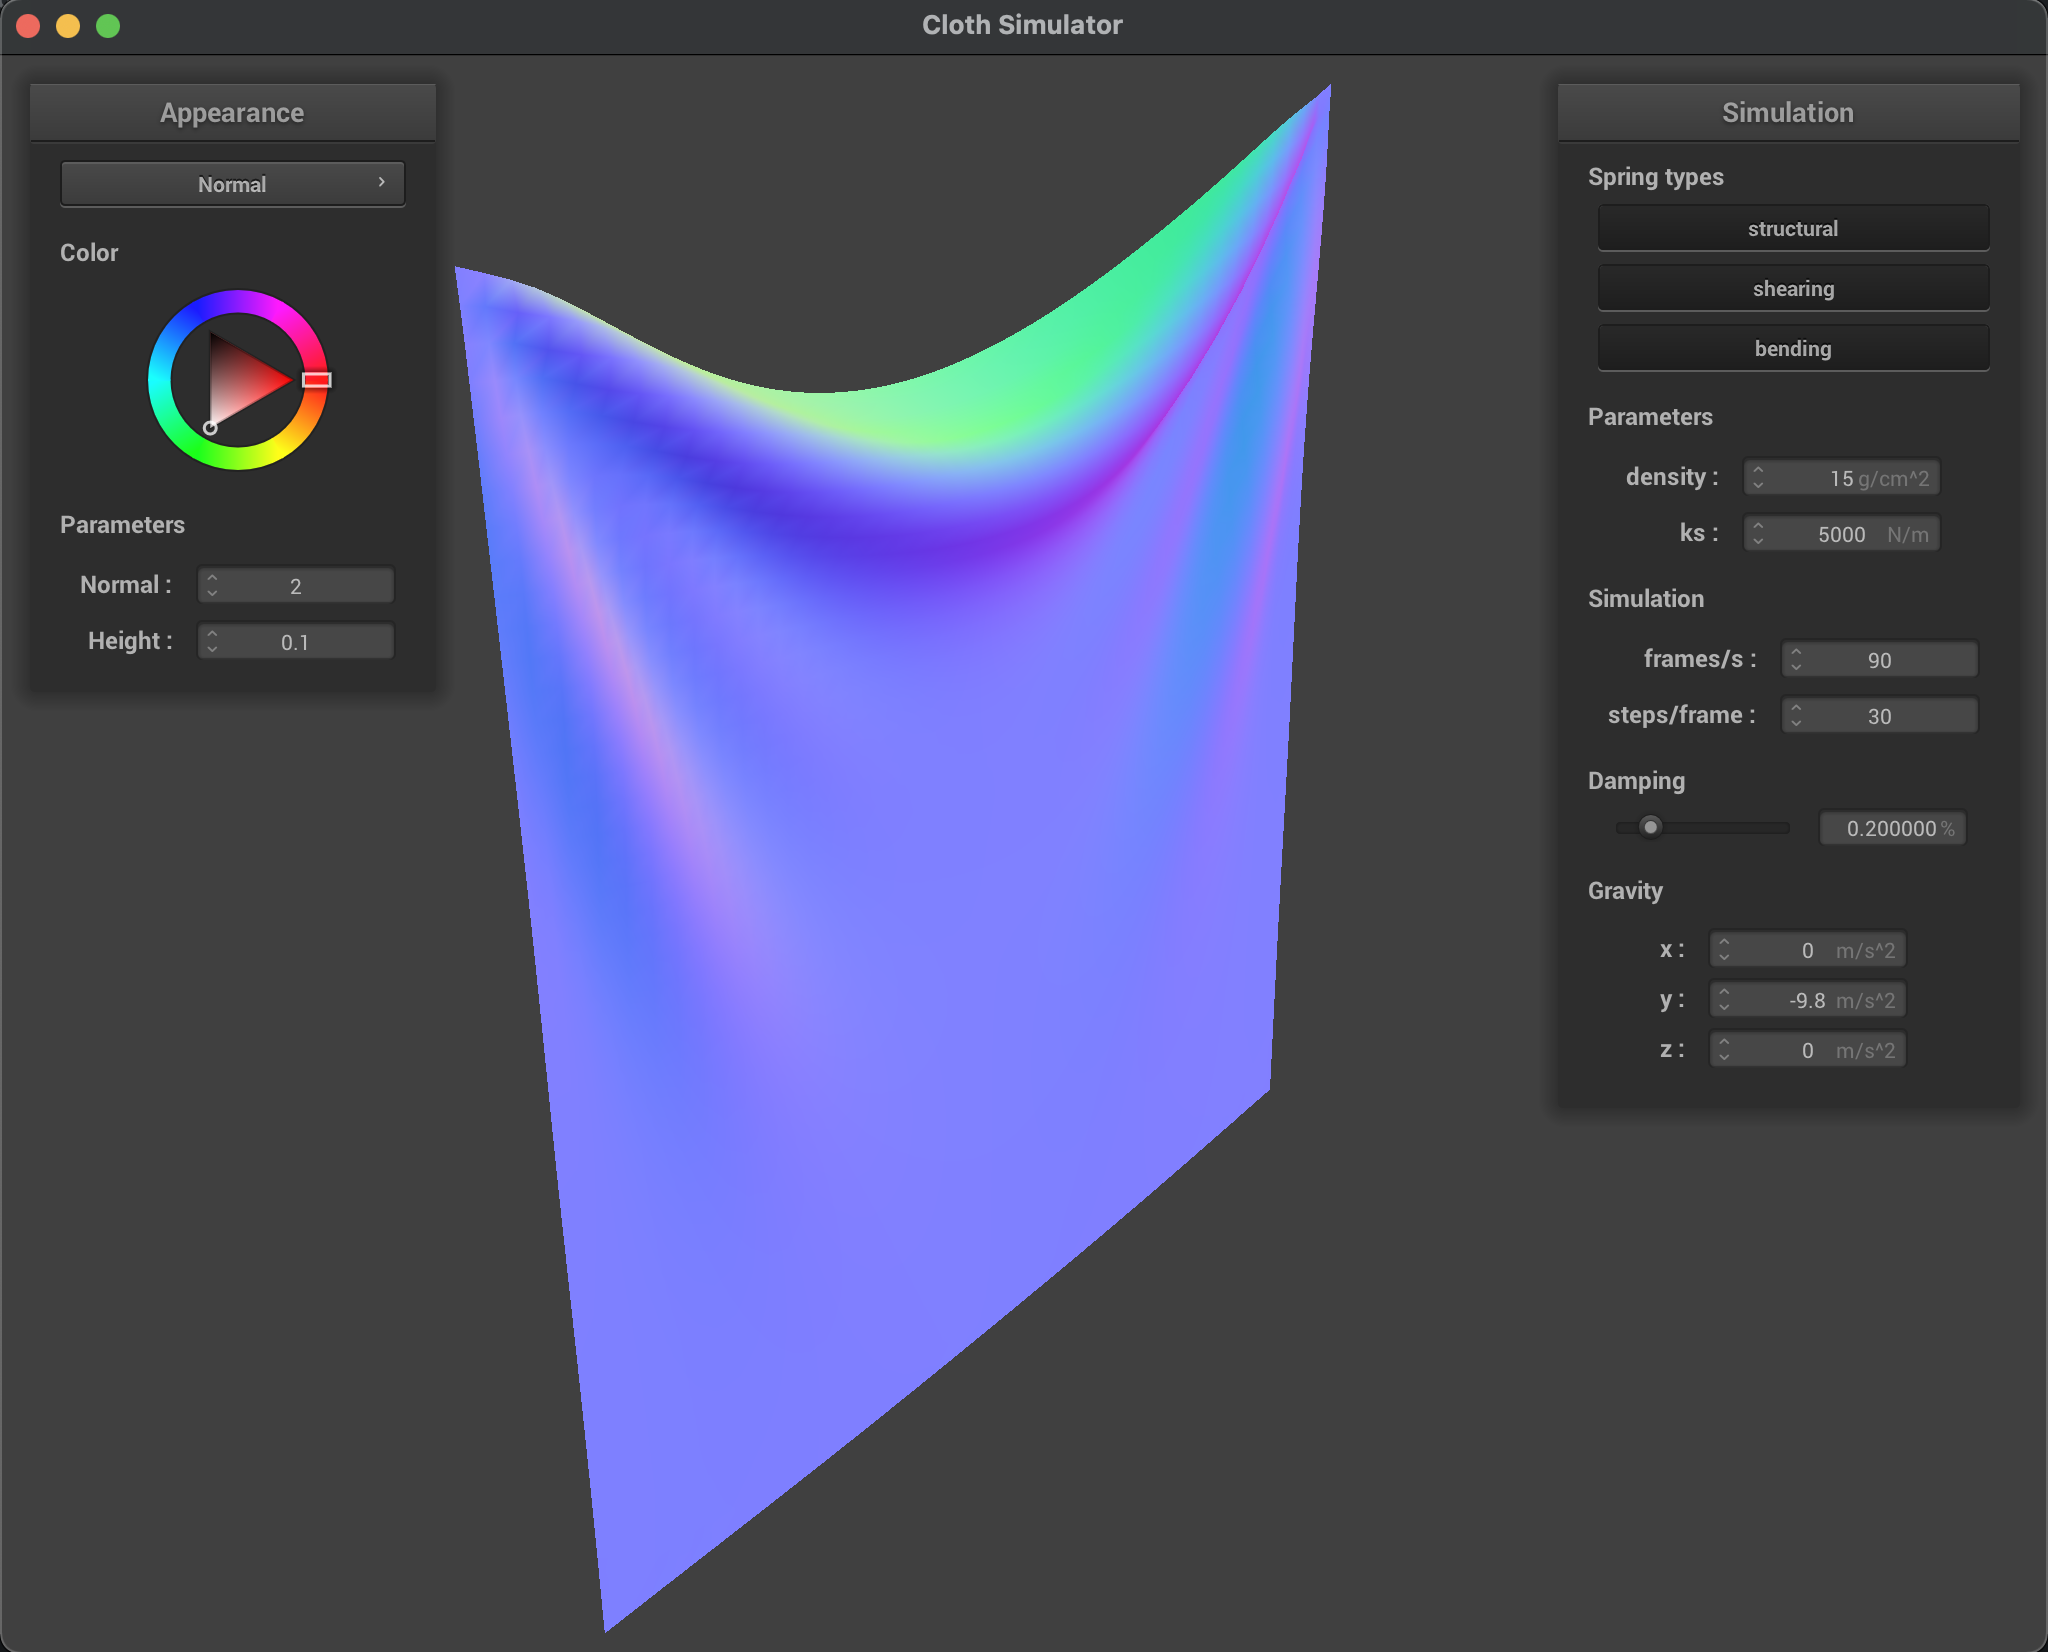 Cloth Simulator
Appearance
Normal
Color
Parameters
Normal : 2
Height : 0.1
Simulation
Spring types
structural
shearing
bending
Parameters
density : 15 g/cm^2
ks : 5000 N/m
Simulation
frames/s : 90
steps/frame : 30
Damping
0.200000 %
Gravity
x : 0 m/s^2
y : -9.8 m/s^2
z : 0 m/s^2